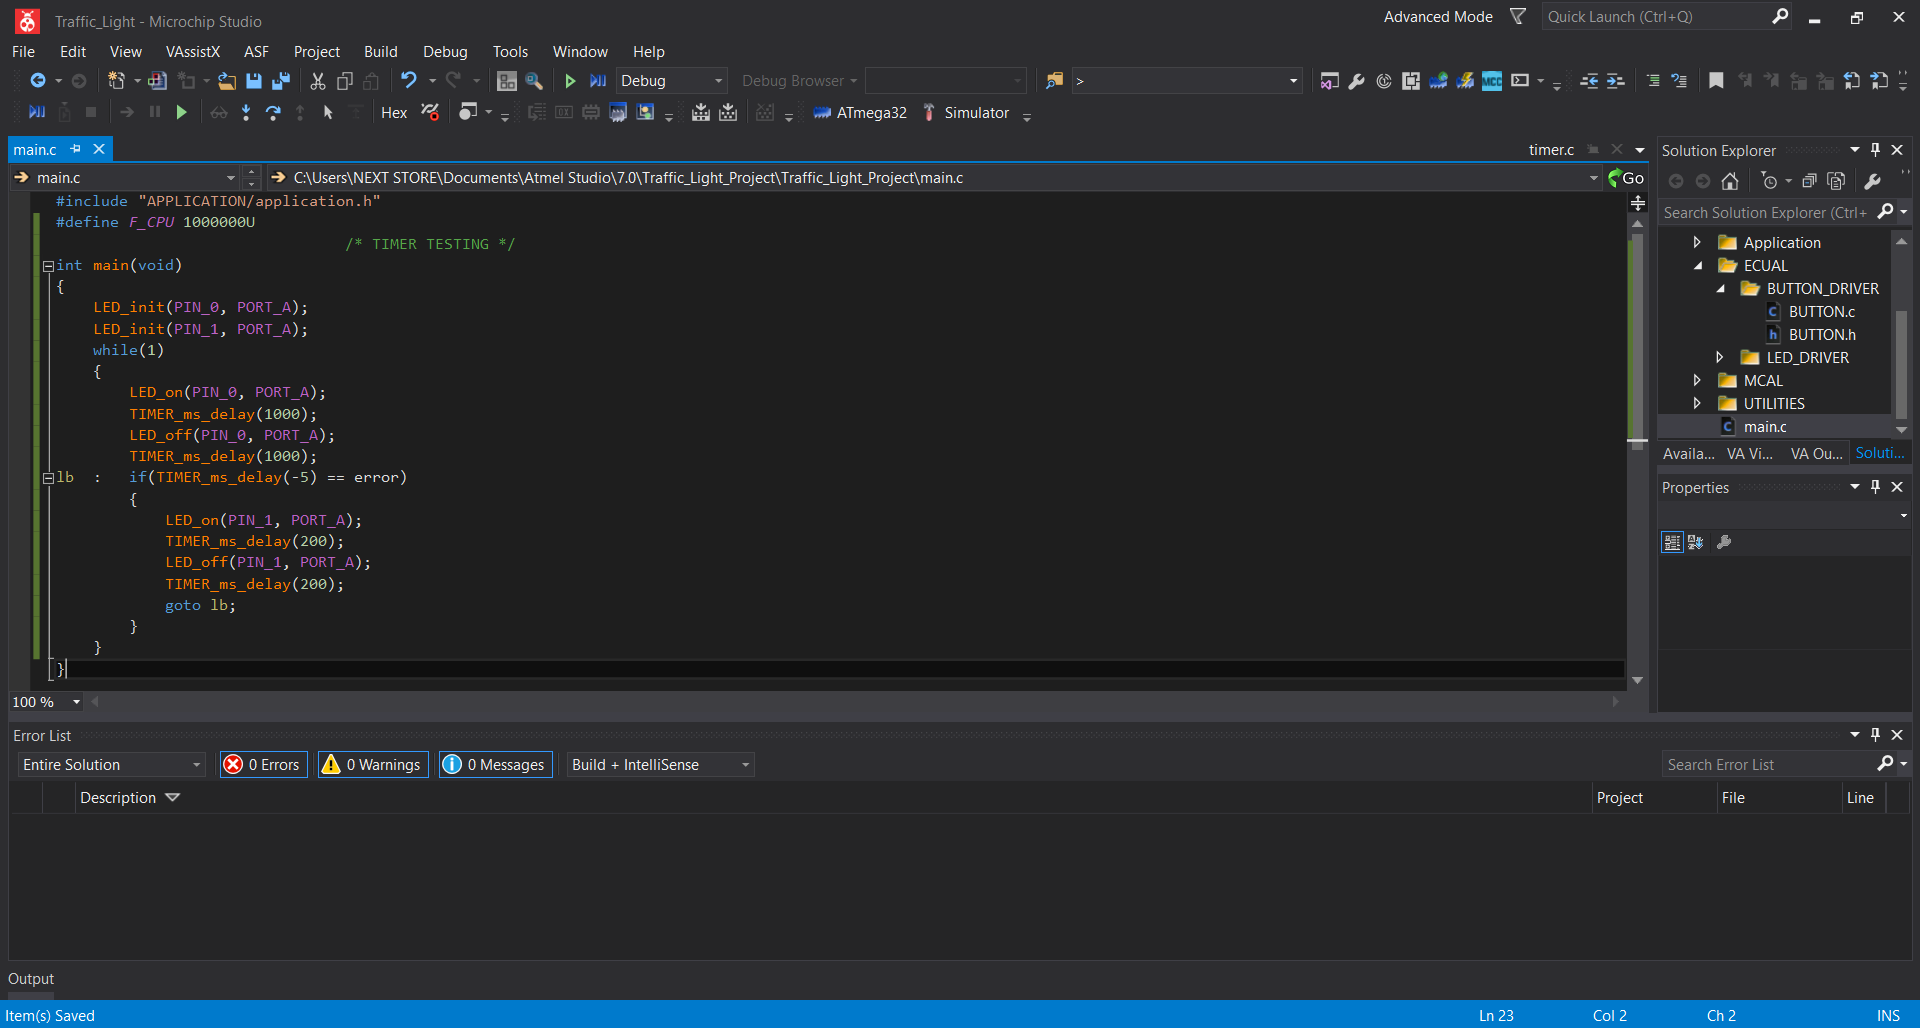 Traffic_Light - Microchip Studio
Advanced Mode
Quick Launch (Ctrl+Q)
File Edit View VAssistX ASF Project Build Debug Tools Window Help
Debug
Debug Browser
>
MCC
Hex
ATmega32
Simulator
main.c
timer.c
main.c
C:\Users\NEXT STORE\Documents\Atmel Studio\7.0\Traffic_Light_Project\Traffic_Light_Project\main.c
Go
#include "APPLICATION/application.h"
#define F_CPU 1000000U
/* TIMER TESTING */
int main(void)
{
LED_init(PIN_0, PORT_A);
LED_init(PIN_1, PORT_A);
while(1)
{
LED_on(PIN_0, PORT_A);
TIMER_ms_delay(1000);
LED_off(PIN_0, PORT_A);
TIMER_ms_delay(1000);
lb : if(TIMER_ms_delay(-5) == error)
{
LED_on(PIN_1, PORT_A);
TIMER_ms_delay(200);
LED_off(PIN_1, PORT_A);
TIMER_ms_delay(200);
goto lb;
}
}
}
100 %
Solution Explorer
Search Solution Explorer (Ctrl+
Application
ECUAL
BUTTON_DRIVER
BUTTON.c
BUTTON.h
LED_DRIVER
MCAL
UTILITIES
main.c
Availa... VA Vi... VA Ou... Soluti...
Properties
Error List
Entire Solution
0 Errors
0 Warnings
0 Messages
Build + IntelliSense
Search Error List
Description Project File Line
Output
Item(s) Saved
Ln 23 Col 2 Ch 2 INS